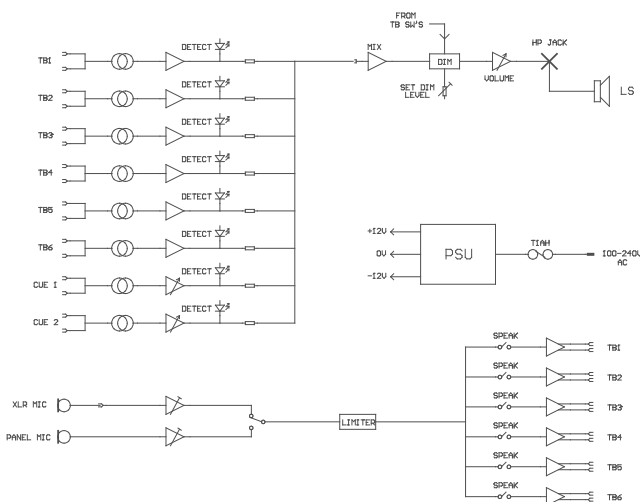 FROM
TB SW'S
TB1
DETECT
MIX
DIM
HP JACK
VOLUME
SET DIM
LEVEL
LS
TB2
DETECT
TB3
DETECT
TB4
DETECT
TB5
DETECT
TB6
DETECT
CUE 1
DETECT
CUE 2
DETECT
+12V
0V
-12V
PSU
T1AH
100-240V
AC
XLR MIC
PANEL MIC
LIMITER
SPEAK
TB1
SPEAK
TB2
SPEAK
TB3
SPEAK
TB4
SPEAK
TB5
SPEAK
TB6